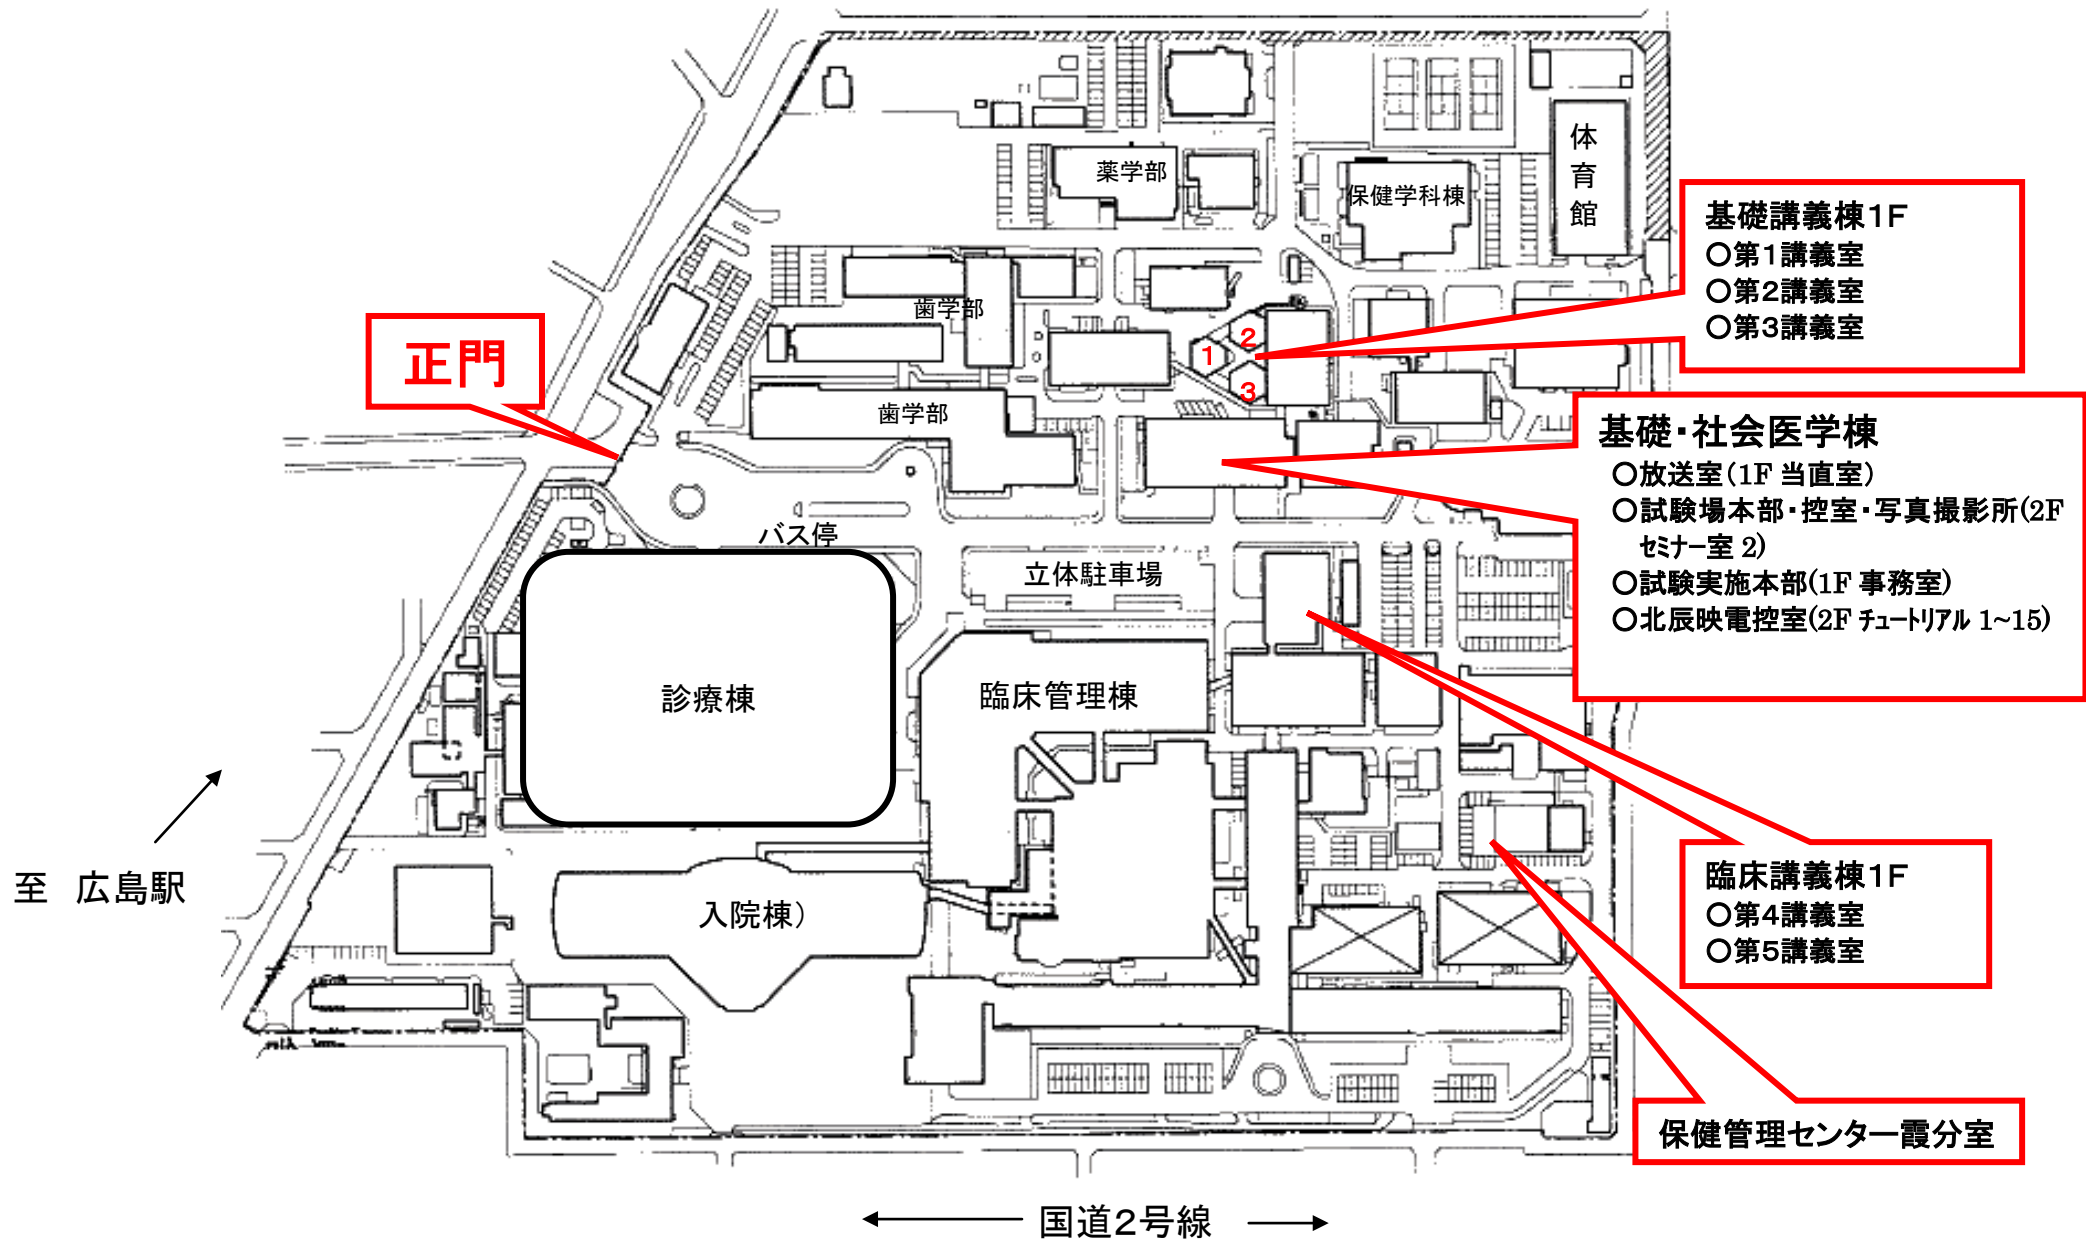 体
育
館
薬学部
保健学科棟
基礎講義棟1F
○第1講義室
○第2講義室
○第3講義室
歯学部
正門
1
2
3
歯学部
基礎・社会医学棟
○放送室(1F 当直室)
○試験場本部・控室・写真撮影所(2F
セミナー室 2)
○試験実施本部(1F 事務室)
○北辰映電控室(2F チュートリアル 1~15)
バス停
立体駐車場
診療棟
臨床管理棟
至 広島駅
入院棟)
臨床講義棟1F
○第4講義室
○第5講義室
保健管理センター霞分室
国道2号線